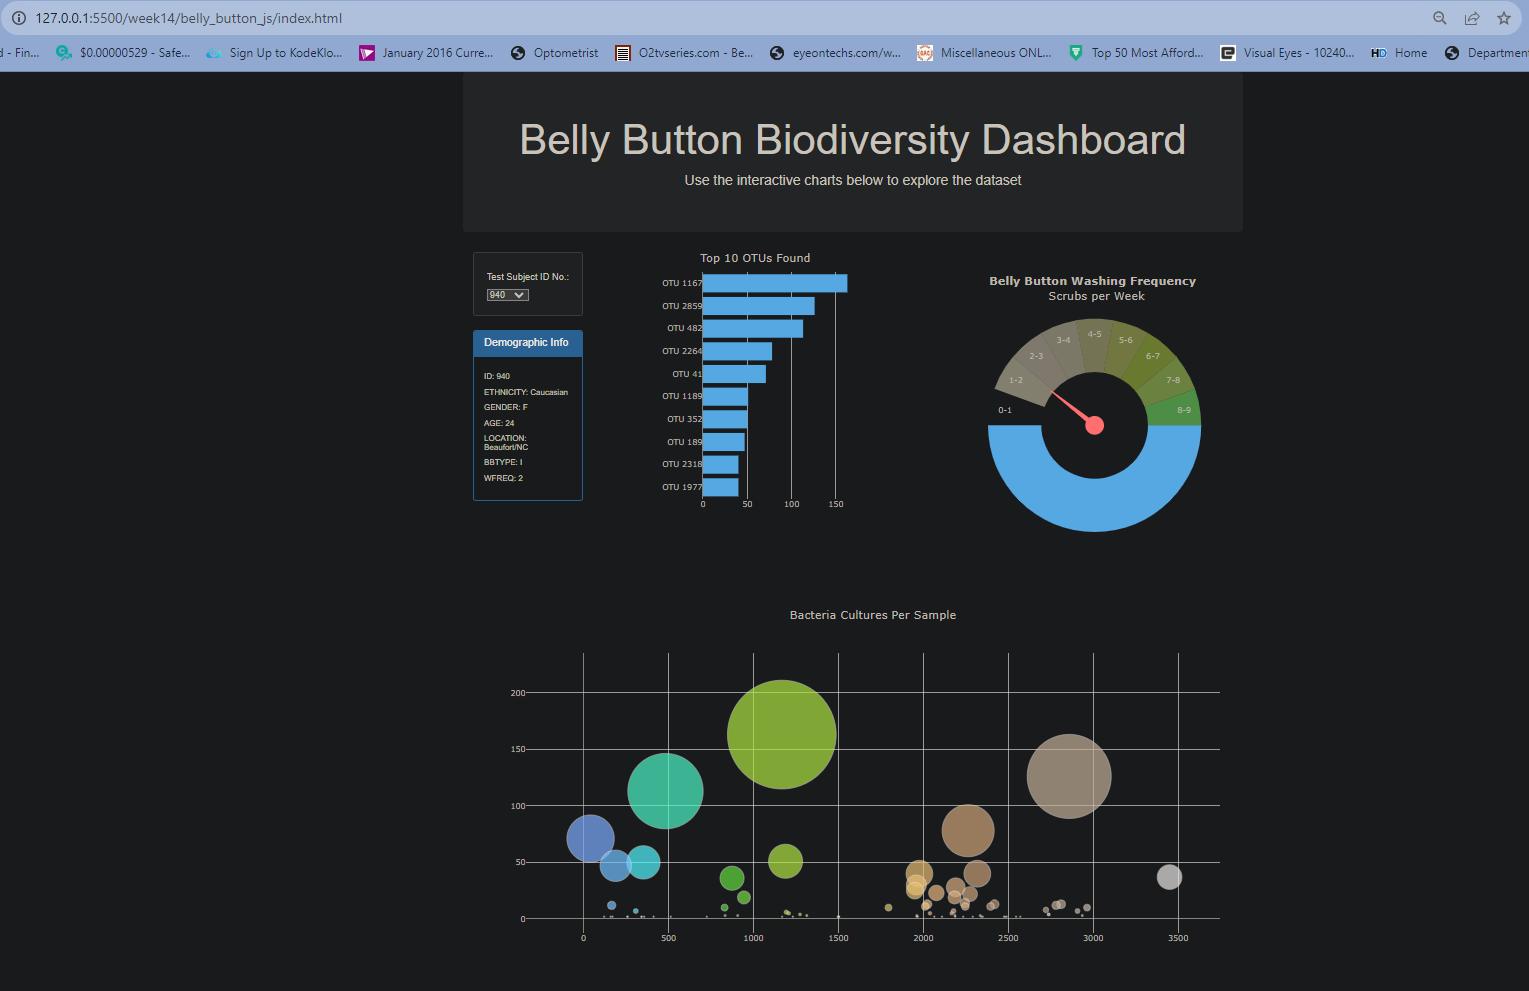 127.0.0.1:5500/week14/belly_button_js/index.html
d - Fin... $0.00000529 - Safe... Sign Up to KodeKlo... January 2016 Curre... Optometrist O2tvseries.com - Be... eyeontechs.com/w... Miscellaneous ONL... Top 50 Most Afford... Visual Eyes - 10240... HD Home Department
Belly Button Biodiversity Dashboard
Use the interactive charts below to explore the dataset
Test Subject ID No.:
940
Demographic Info
ID: 940
ETHNICITY: Caucasian
GENDER: F
AGE: 24
LOCATION:
Beaufort/NC
BBTYPE: I
WFREQ: 2
Top 10 OTUs Found
OTU 1167
OTU 2859
OTU 482
OTU 2264
OTU 41
OTU 1189
OTU 352
OTU 189
OTU 2318
OTU 1977
0 50 100 150
Belly Button Washing Frequency
Scrubs per Week
0-1
1-2
2-3
3-4
4-5
5-6
6-7
7-8
8-9
Bacteria Cultures Per Sample
200
150
100
50
0
0 500 1000 1500 2000 2500 3000 3500